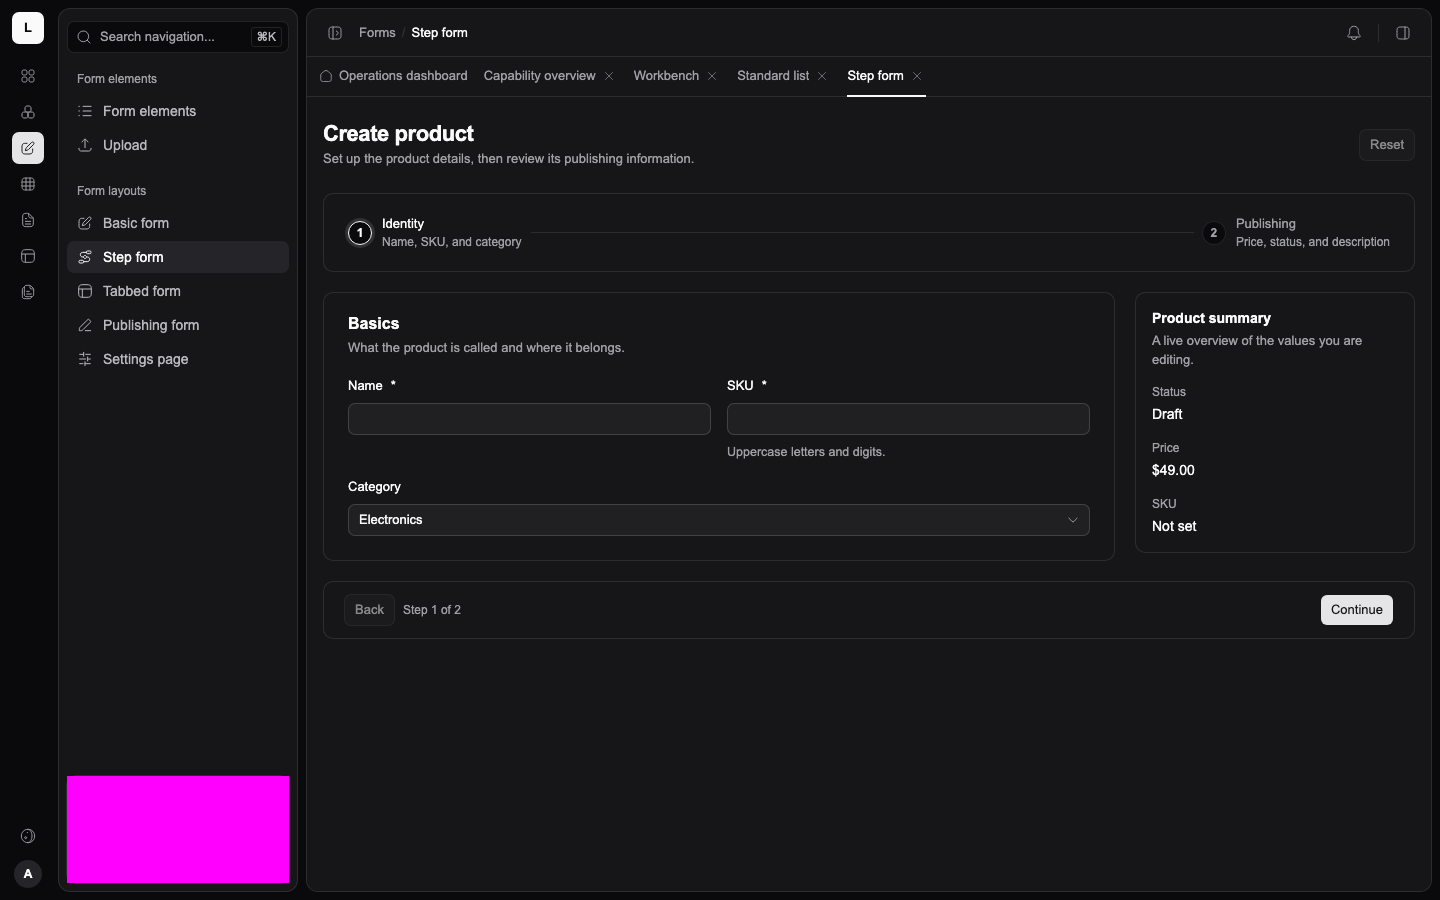 L
Search navigation...
⌘K
Form elements
Form elements
Upload
Form layouts
Basic form
Step form
Tabbed form
Publishing form
Settings page
A
Forms / Step form
Operations dashboard
Capability overview
Workbench
Standard list
Step form
Create product
Set up the product details, then review its publishing information.
Reset
1
Identity
Name, SKU, and category
2
Publishing
Price, status, and description
Basics
What the product is called and where it belongs.
Name *
SKU *
Uppercase letters and digits.
Category
Electronics
Product summary
A live overview of the values you are
editing.
Status
Draft
Price
$49.00
SKU
Not set
Back
Step 1 of 2
Continue